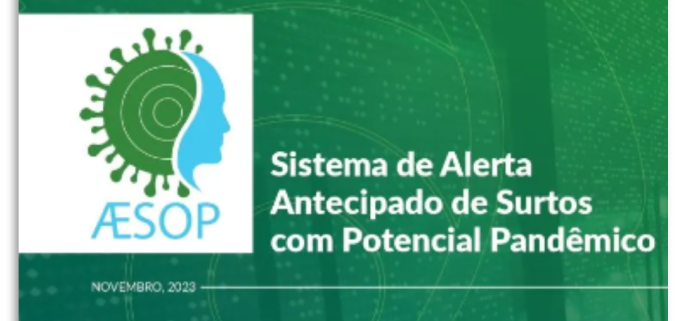 ÆSOP
Sistema de Alerta
Antecipado de Surtos
com Potencial Pandêmico
NOVEMBRO, 2023